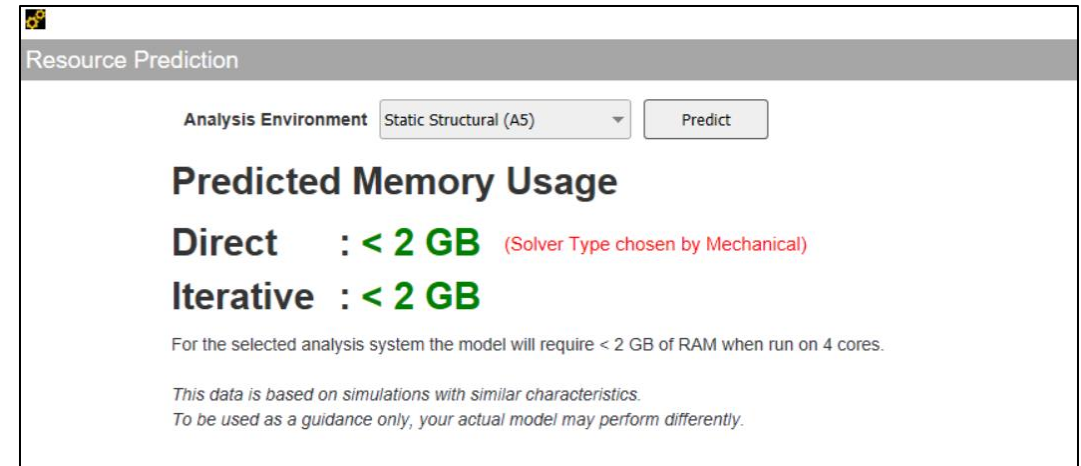 Resource Prediction
Analysis Environment Static Structural (A5) Predict
Predicted Memory Usage
Direct : < 2 GB (Solver Type chosen by Mechanical)
Iterative : < 2 GB
For the selected analysis system the model will require < 2 GB of RAM when run on 4 cores.
This data is based on simulations with similar characteristics.
To be used as a guidance only, your actual model may perform differently.